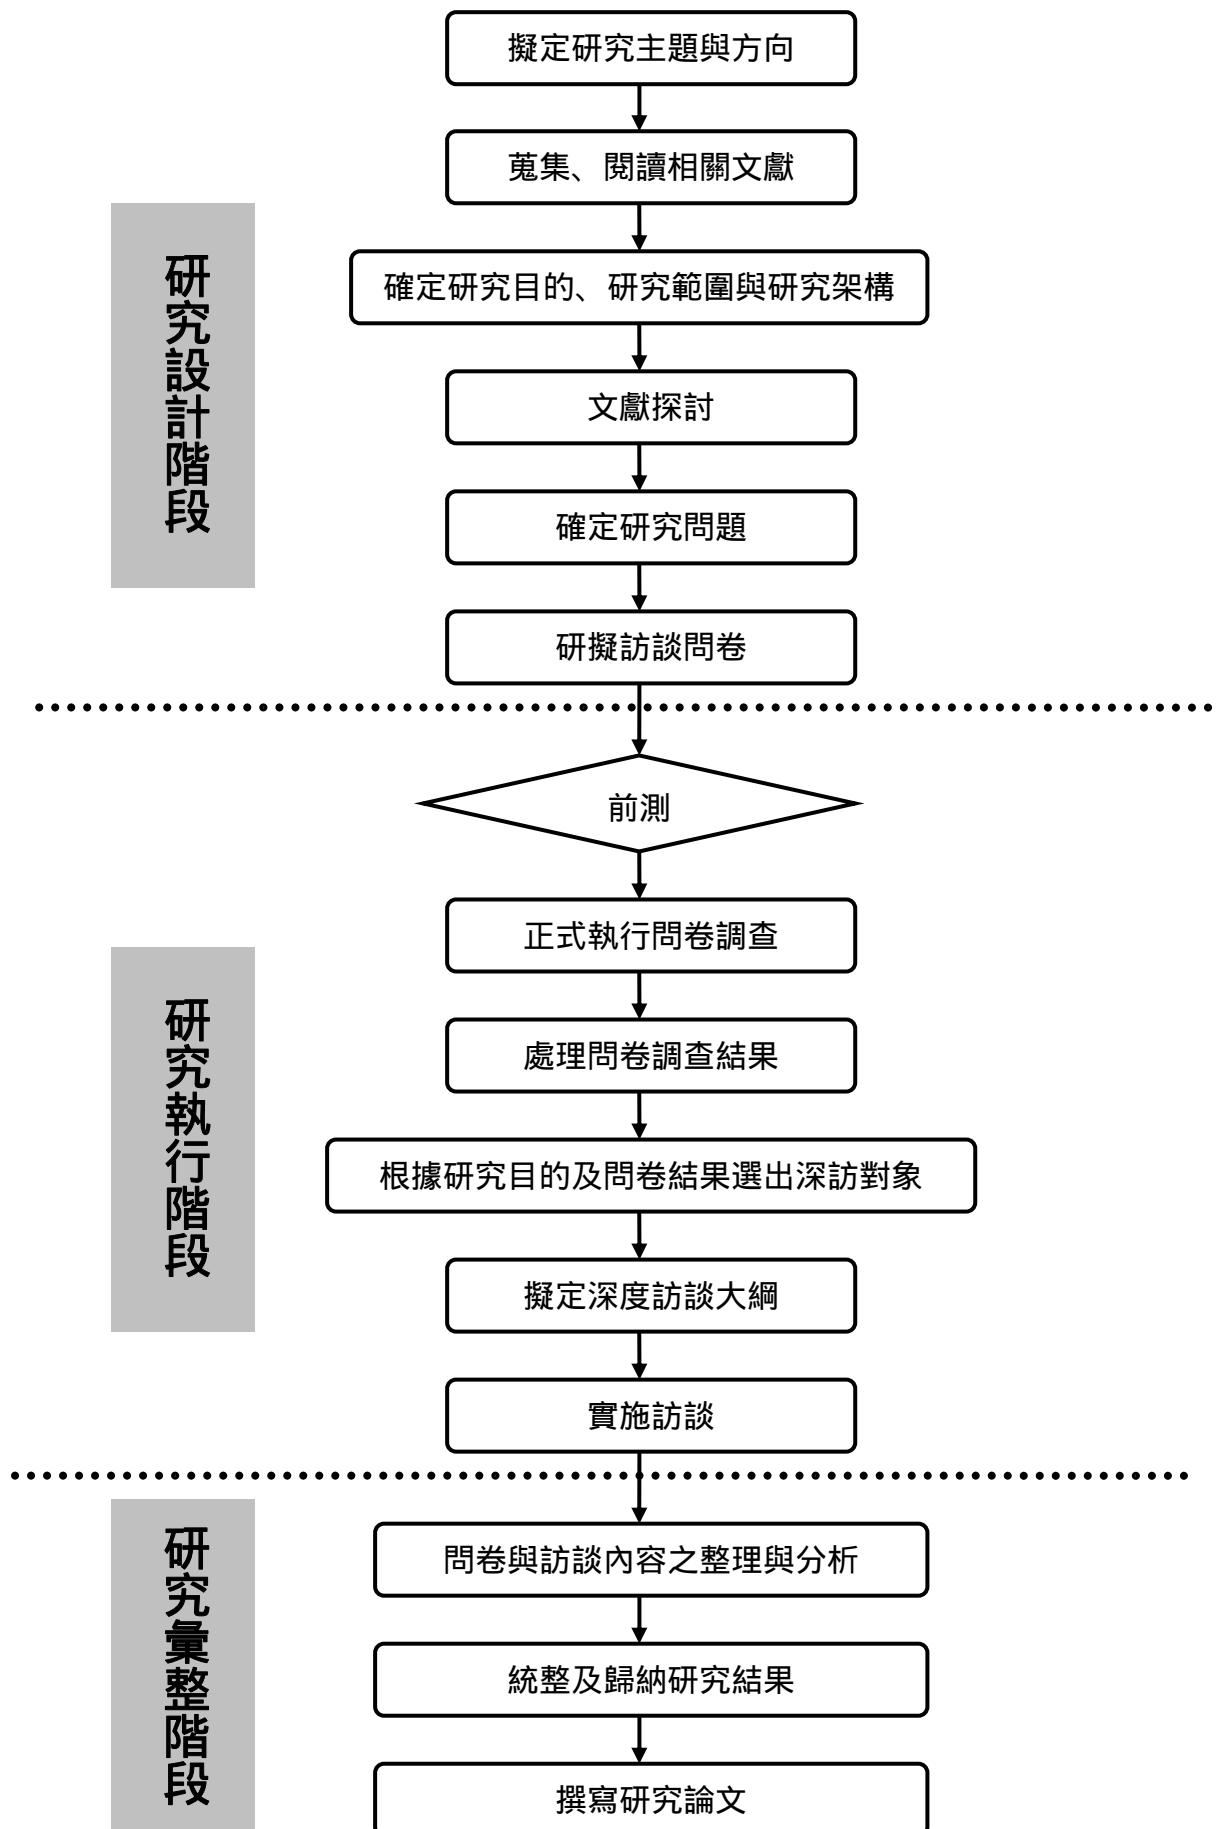 擬定研究主題與方向
蒐集、閱讀相關文獻
研究設計階段
確定研究目的、研究範圍與研究架構
文獻探討
確定研究問題
研擬訪談問卷
前測
正式執行問卷調查
研究執行階段
處理問卷調查結果
根據研究目的及問卷結果選出深訪對象
擬定深度訪談大綱
實施訪談
研究彙整階段
問卷與訪談內容之整理與分析
統整及歸納研究結果
撰寫研究論文